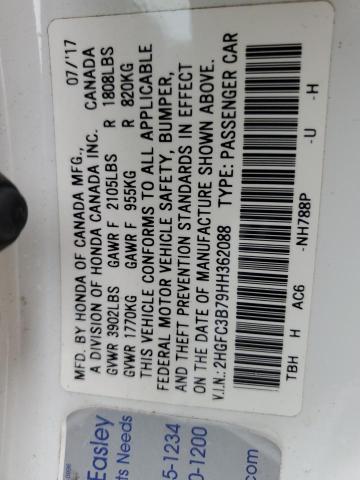 MFD. BY HONDA OF CANADA MFG., 07/'17
A DIVISION OF HONDA CANADA INC. CANADA
GVWR 3902LBS GAWR F 2105LBS R 1808LBS
GVWR 1770KG GAWR F 955KG R 820KG
THIS VEHICLE CONFORMS TO ALL APPLICABLE
FEDERAL MOTOR VEHICLE SAFETY, BUMPER,
AND THEFT PREVENTION STANDARDS IN EFFECT
ON THE DATE OF MANUFACTURE SHOWN ABOVE.
V.I.N.:2HGFC3B79HH362088 TYPE: PASSENGER CAR
TBH H AC6 -NH788P -U -H
Easley
ts Needs
5-1234
0-1200
.com